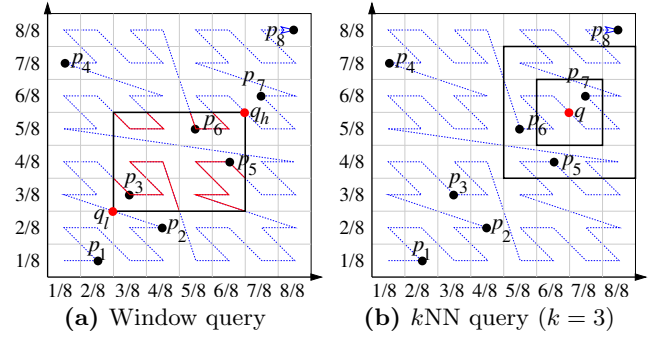 8/8
7/8
6/8
5/8
4/8
3/8
2/8
1/8
p8
p4
p7
qh
p6
p5
p3
ql
p2
p1
1/8 2/8 3/8 4/8 5/8 6/8 7/8 8/8
(a) Window query
8/8
7/8
6/8
5/8
4/8
3/8
2/8
1/8
p8
p4
p7
q
p6
p5
p3
p2
p1
1/8 2/8 3/8 4/8 5/8 6/8 7/8 8/8
(b) kNN query (k = 3)